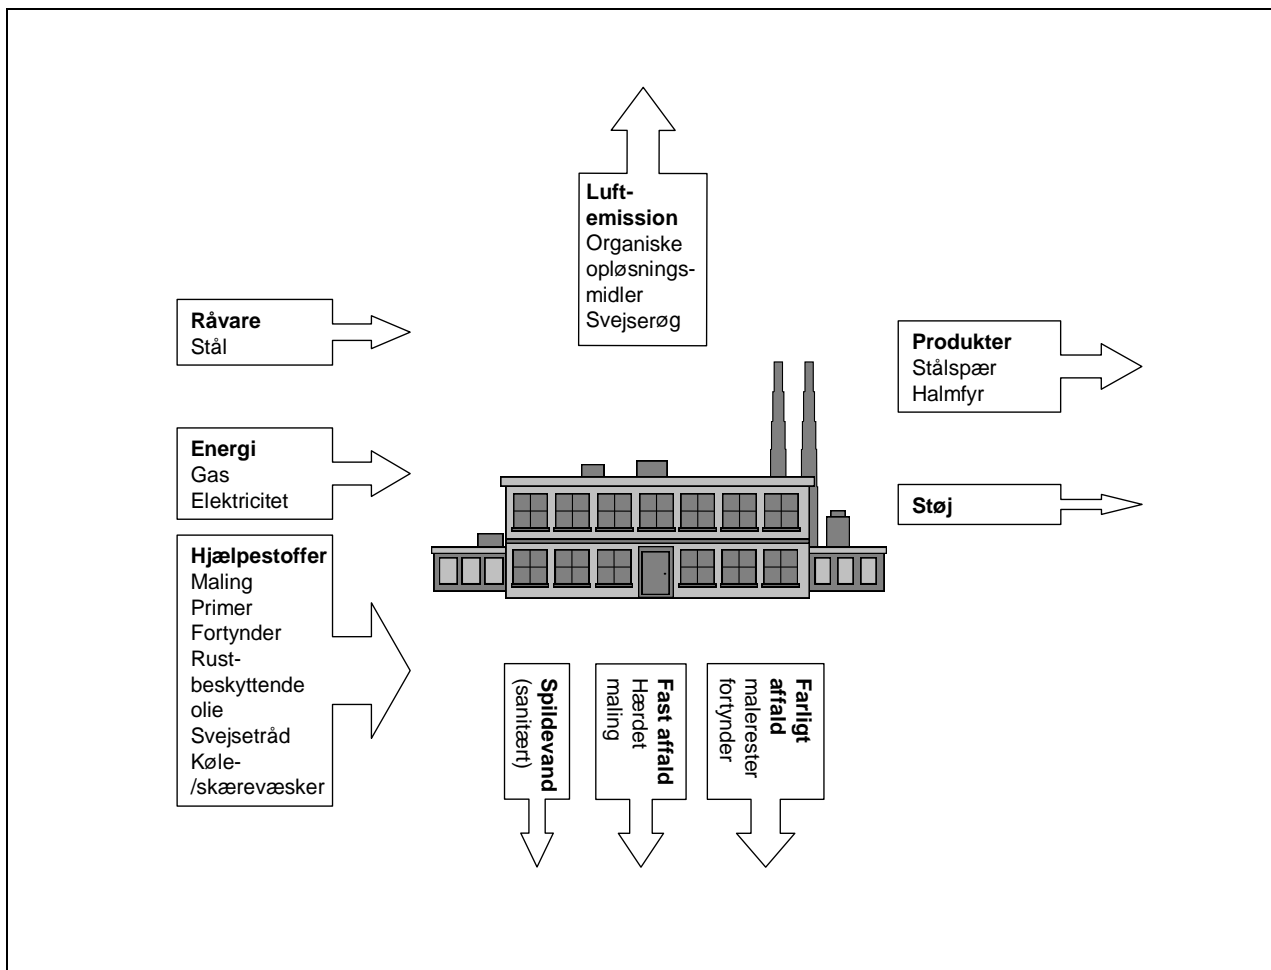 Luft-
emission
Organiske
opløsnings-
midler
Svejserøg
Råvare
Stål
Energi
Gas
Elektricitet
Hjælpestoffer
Maling
Primer
Fortynder
Rust-
beskyttende
olie
Svejsetråd
Køle-
/skærevæsker
Produkter
Stålspær
Halmfyr
Støj
Spildevand
(sanitært)
Fast affald
Hærdet
maling
Farligt
affald
malerester
fortynder